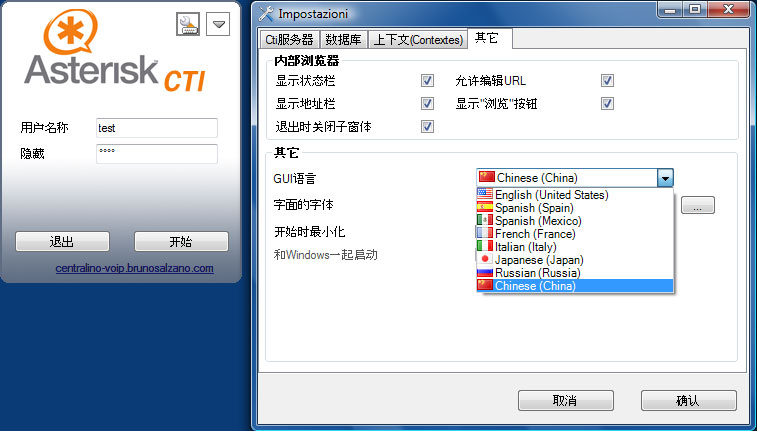 Asterisk CTI
用户名称 test
隐藏 ****
退出 开始
centralino-voip.brunosalzano.com
Impostazioni
Cti服务器 数据库 上下文(Contextes) 其它
内部浏览器
显示状态栏 允许编辑URL
显示地址栏 显示"浏览"按钮
退出时关闭子窗体
其它
GUI语言 Chinese (China)
English (United States)
字面的字体 ...
Spanish (Spain)
Spanish (Mexico)
开始时最小化
French (France)
Italian (Italy)
和Windows一起启动
Japanese (Japan)
Russian (Russia)
Chinese (China)
取消 确认